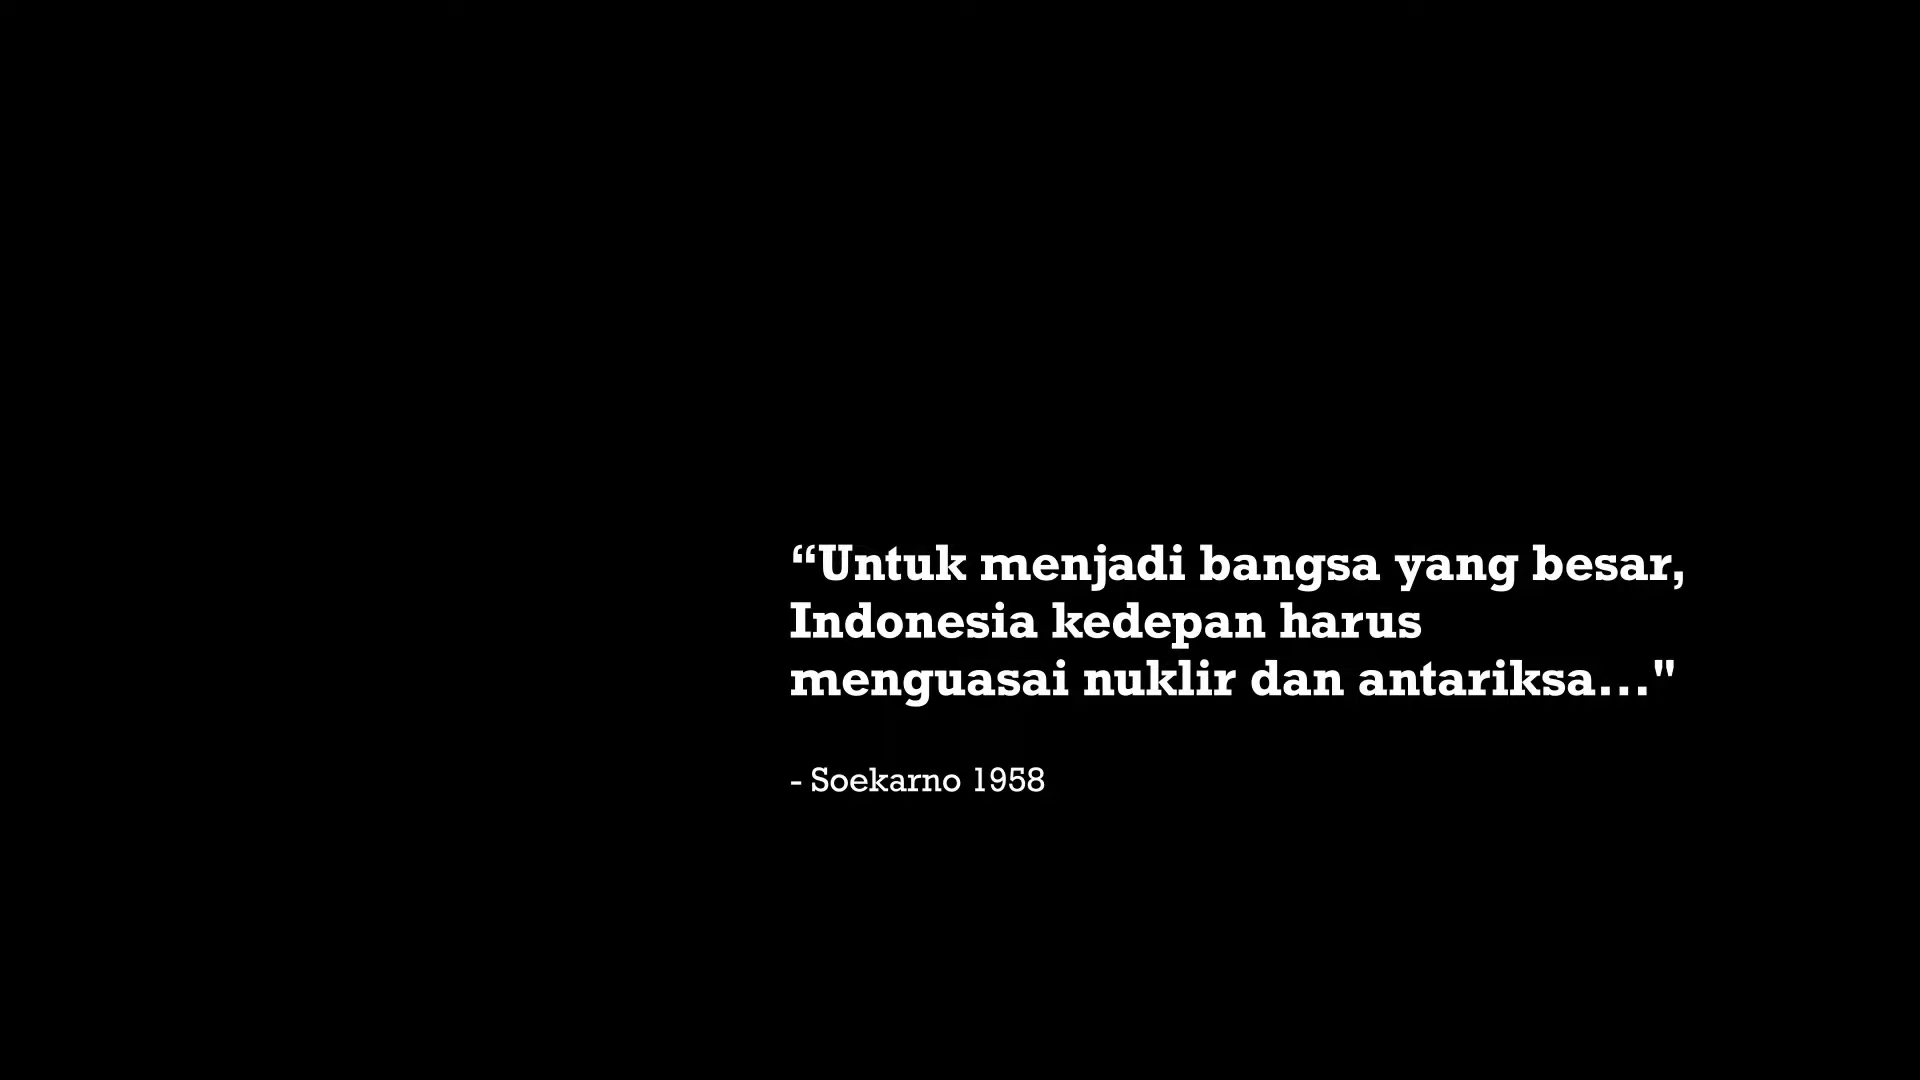 “Untuk menjadi bangsa yang besar,
Indonesia kedepan harus
menguasai nuklir dan antariksa..."
- Soekarno 1958